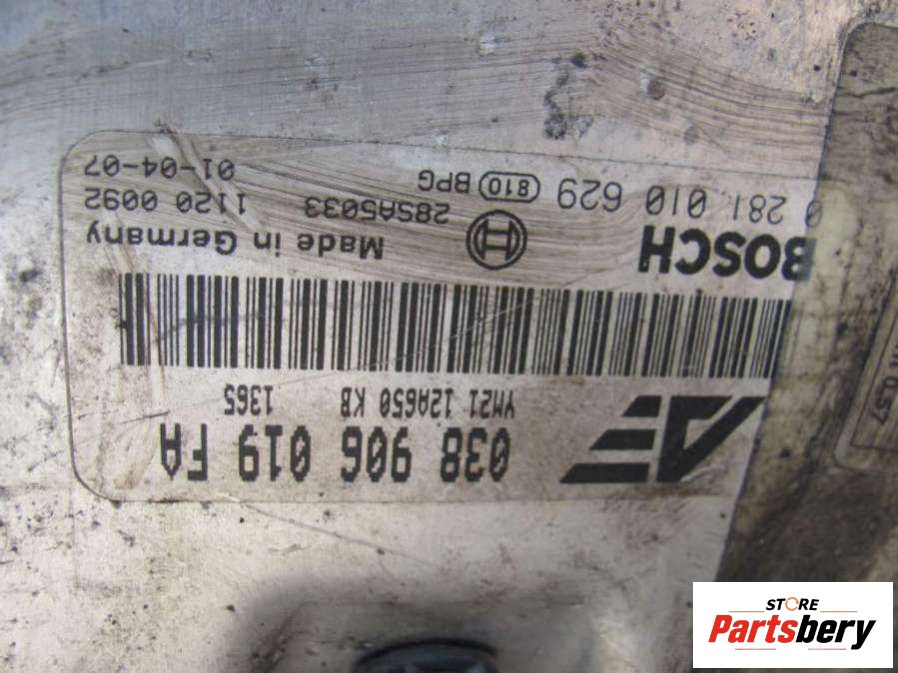 038 906 019 FA
YM21 12A650 KB 1365
BOSCH
Made in Germany
0 281 010 629 810 BPG
28SA5033
1120 0092
01-04-07
STORE
Partsbery